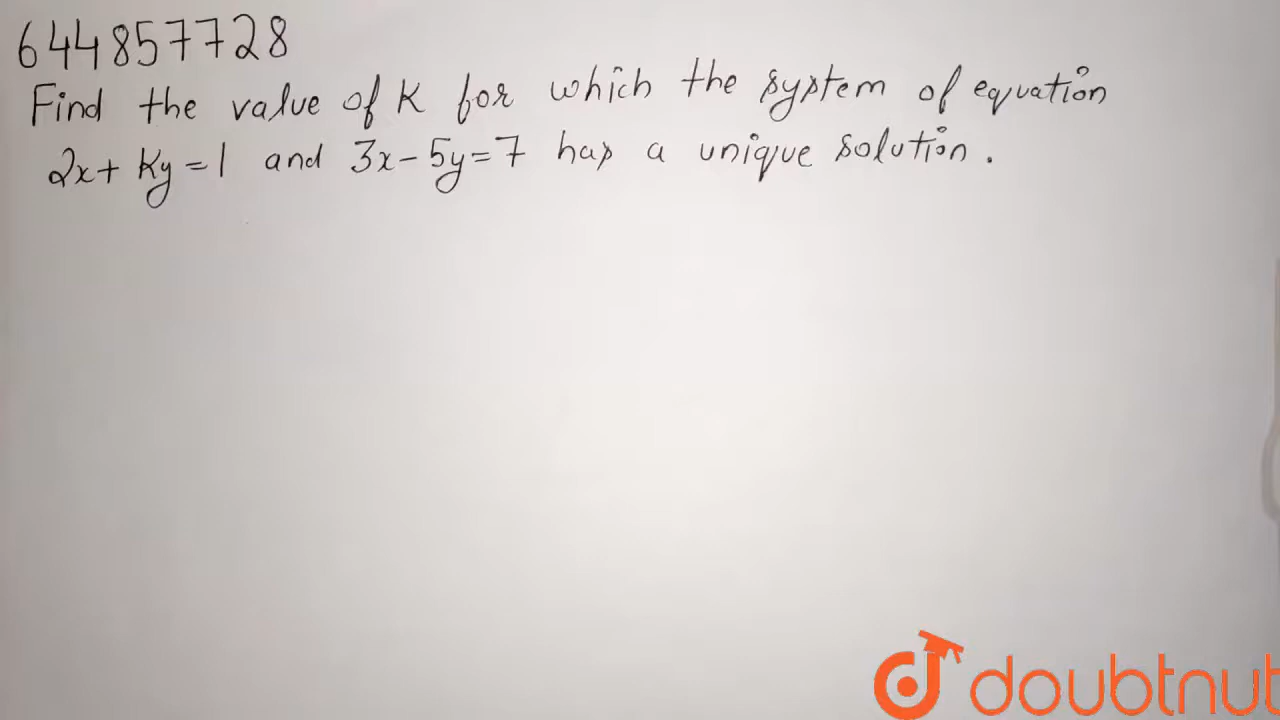 644857728
Find the value of K for which the system of equation
2x + Ky = 1 and 3x - 5y = 7 has a unique solution.
doubtnut